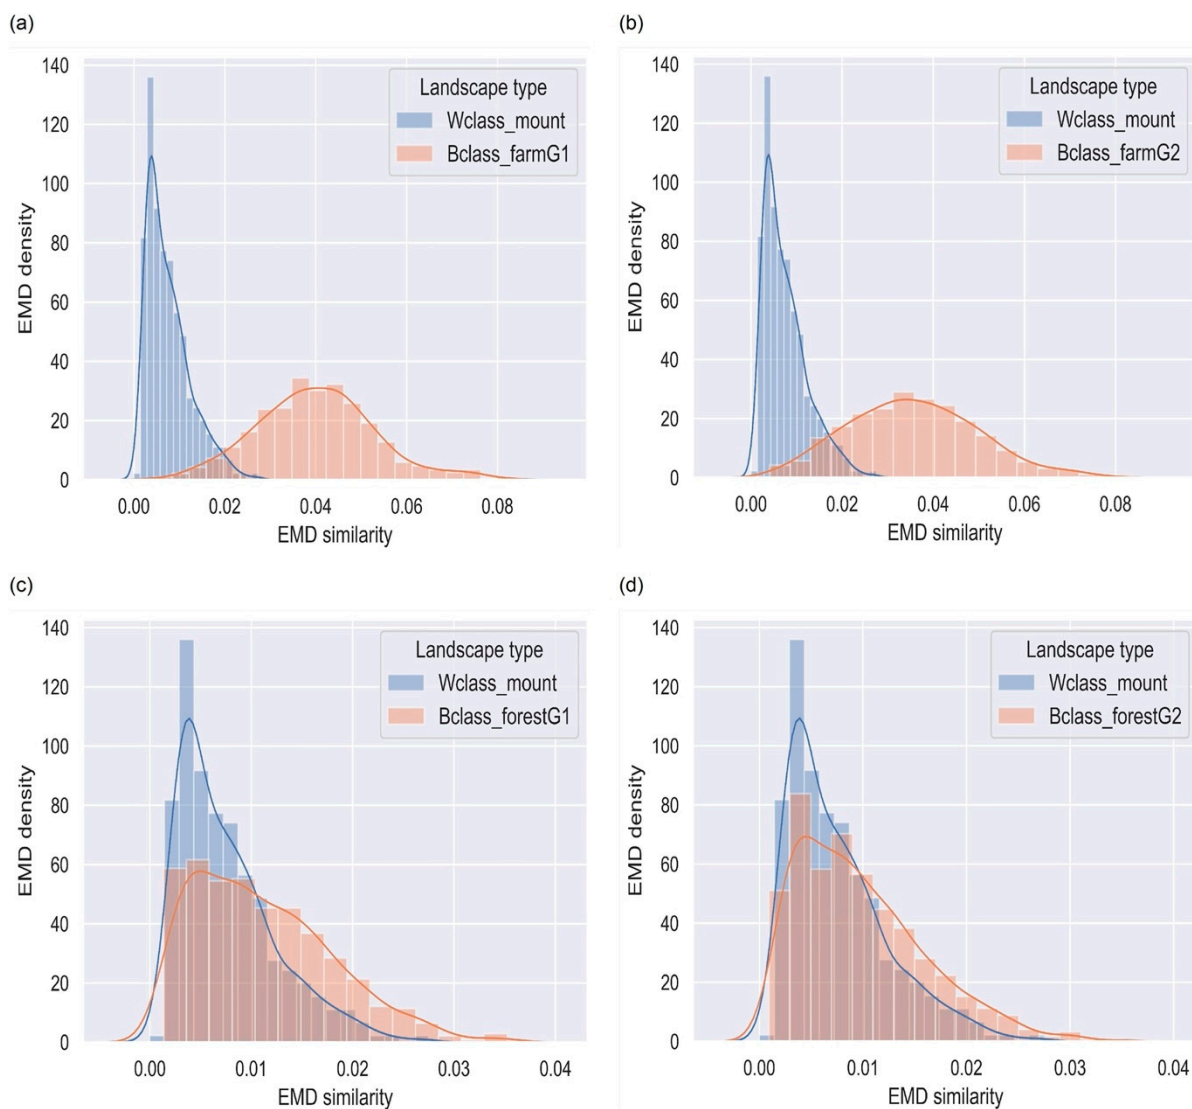 (a)
140
120
100
80
60
40
20
0
EMD density
Landscape type
Wclass_mount
Bclass_farmG1
0.00 0.02 0.04 0.06 0.08
EMD similarity
(b)
140
120
100
80
60
40
20
0
EMD density
Landscape type
Wclass_mount
Bclass_farmG2
0.00 0.02 0.04 0.06 0.08
EMD similarity
(c)
140
120
100
80
60
40
20
0
EMD density
Landscape type
Wclass_mount
Bclass_forestG1
0.00 0.01 0.02 0.03 0.04
EMD similarity
(d)
140
120
100
80
60
40
20
0
EMD density
Landscape type
Wclass_mount
Bclass_forestG2
0.00 0.01 0.02 0.03 0.04
EMD similarity